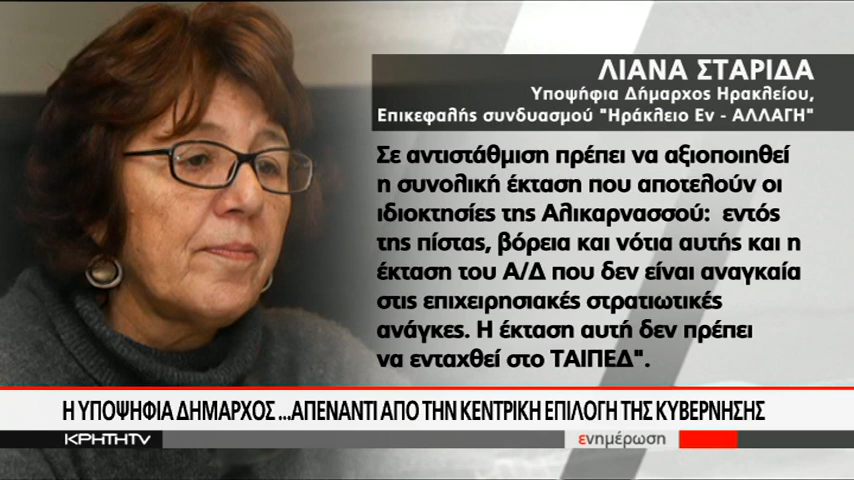 ΛΙΑΝΑ ΣΤΑΡΙΔΑ
Υποψήφια Δήμαρχος Ηρακλείου,
Επικεφαλής συνδυασμού "Ηράκλειο Εν - ΑΛΛΑΓΗ"
Σε αντιστάθμιση πρέπει να αξιοποιηθεί
η συνολική έκταση που αποτελούν οι
ιδιοκτησίες της Αλικαρνασσού: εντός
της πίστας, βόρεια και νότια αυτής και η
έκταση του Α/Δ που δεν είναι αναγκαία
στις επιχειρησιακές στρατιωτικές
ανάγκες. Η έκταση αυτή δεν πρέπει
να ενταχθεί στο ΤΑΙΠΕΔ".
Η ΥΠΟΨΗΦΙΑ ΔΗΜΑΡΧΟΣ ...ΑΠΕΝΑΝΤΙ ΑΠΟ ΤΗΝ ΚΕΝΤΡΙΚΗ ΕΠΙΛΟΓΗ ΤΗΣ ΚΥΒΕΡΝΗΣΗΣ
ΚΡΗΤΗTV
ενημέρωση